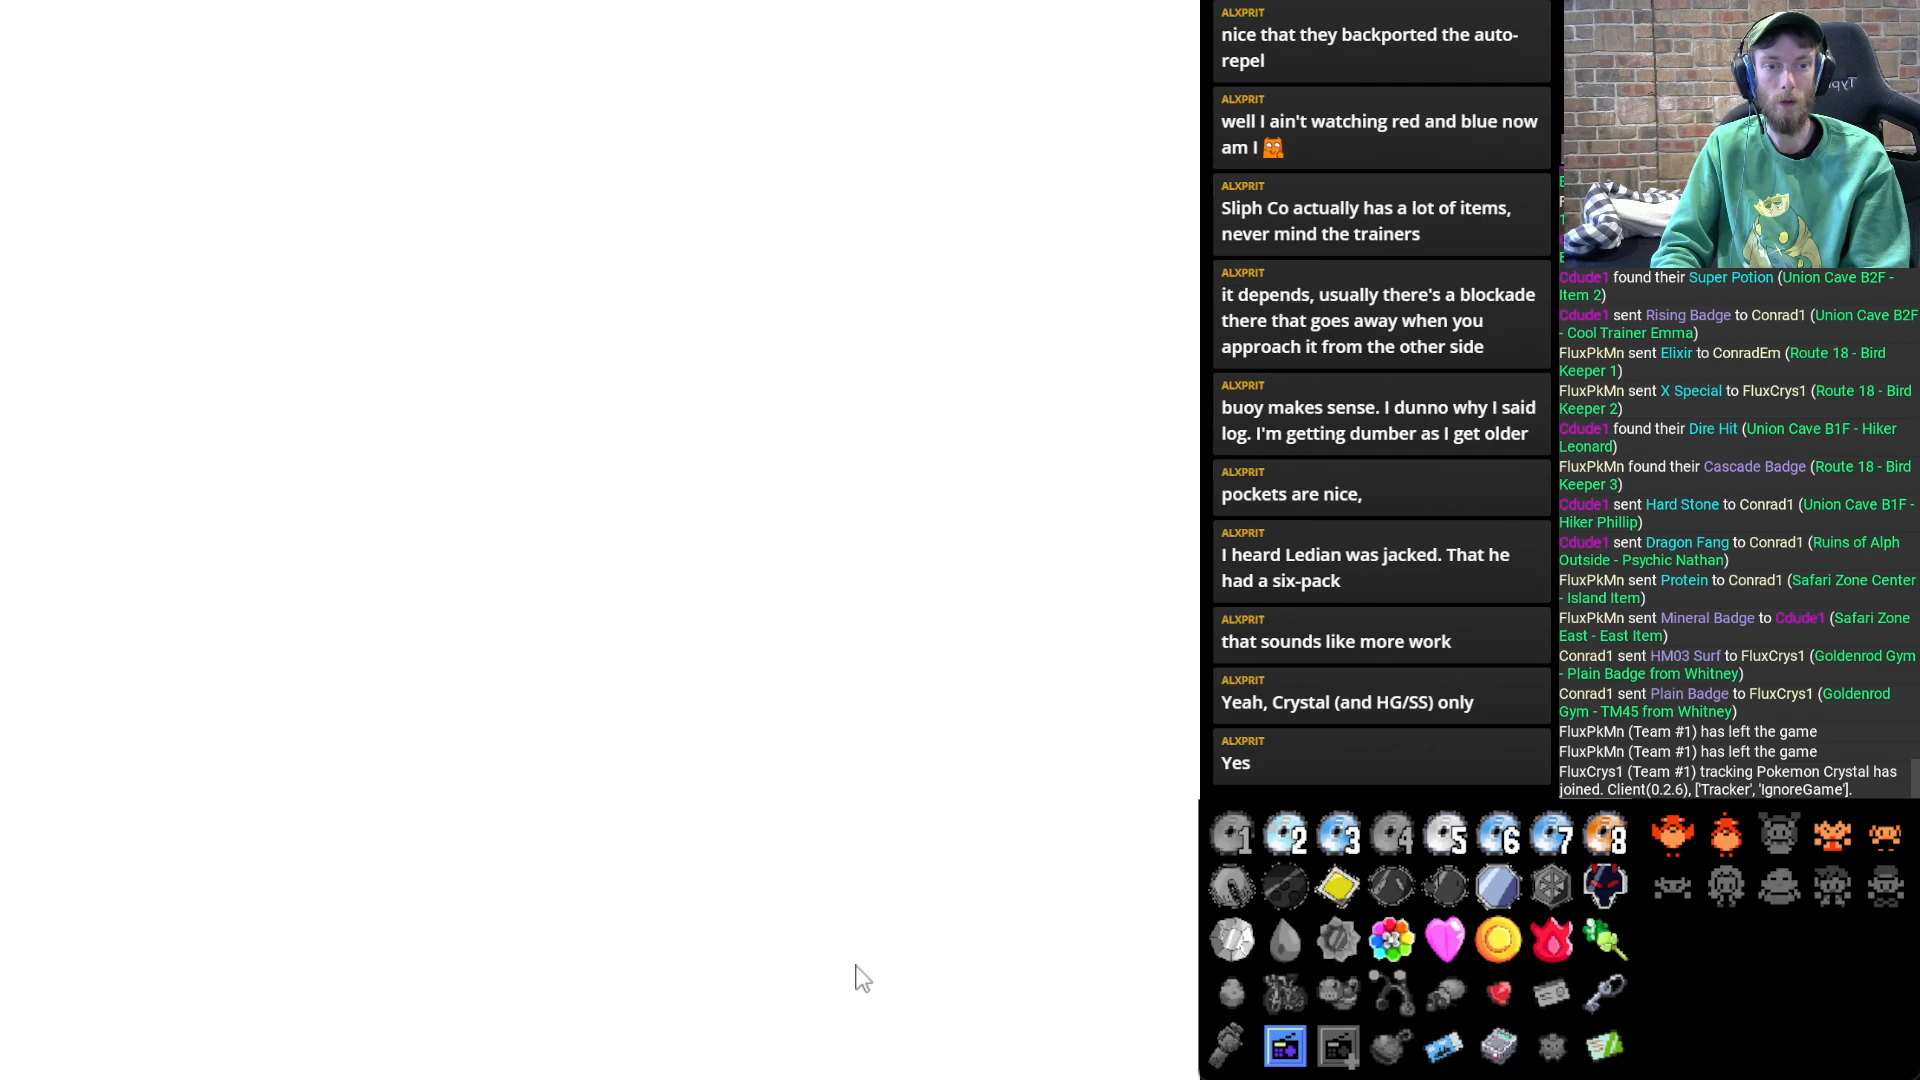 ALXPRIT
nice that they backported the auto-
repel
ALXPRIT
well I ain't watching red and blue now
am I
ALXPRIT
Sliph Co actually has a lot of items,
never mind the trainers
ALXPRIT
it depends, usually there's a blockade
there that goes away when you
approach it from the other side
ALXPRIT
buoy makes sense. I dunno why I said
log. I'm getting dumber as I get older
ALXPRIT
pockets are nice,
ALXPRIT
I heard Ledian was jacked. That he
had a six-pack
ALXPRIT
that sounds like more work
ALXPRIT
Yeah, Crystal (and HG/SS) only
ALXPRIT
Yes
Cdude1 found their Super Potion (Union Cave B2F -
Item 2)
Cdude1 sent Rising Badge to Conrad1 (Union Cave B2F
- Cool Trainer Emma)
FluxPkMn sent Elixir to ConradEm (Route 18 - Bird
Keeper 1)
FluxPkMn sent X Special to FluxCrys1 (Route 18 - Bird
Keeper 2)
Cdude1 found their Dire Hit (Union Cave B1F - Hiker
Leonard)
FluxPkMn found their Cascade Badge (Route 18 - Bird
Keeper 3)
Cdude1 sent Hard Stone to Conrad1 (Union Cave B1F -
Hiker Phillip)
Cdude1 sent Dragon Fang to Conrad1 (Ruins of Alph
Outside - Psychic Nathan)
FluxPkMn sent Protein to Conrad1 (Safari Zone Center
- Island Item)
FluxPkMn sent Mineral Badge to Cdude1 (Safari Zone
East - East Item)
Conrad1 sent HM03 Surf to FluxCrys1 (Goldenrod Gym
- Plain Badge from Whitney)
Conrad1 sent Plain Badge to FluxCrys1 (Goldenrod
Gym - TM45 from Whitney)
FluxPkMn (Team #1) has left the game
FluxPkMn (Team #1) has left the game
FluxCrys1 (Team #1) tracking Pokemon Crystal has
joined. Client(0.2.6), ['Tracker', 'IgnoreGame'].
1 2 3 4 5 6 7 8